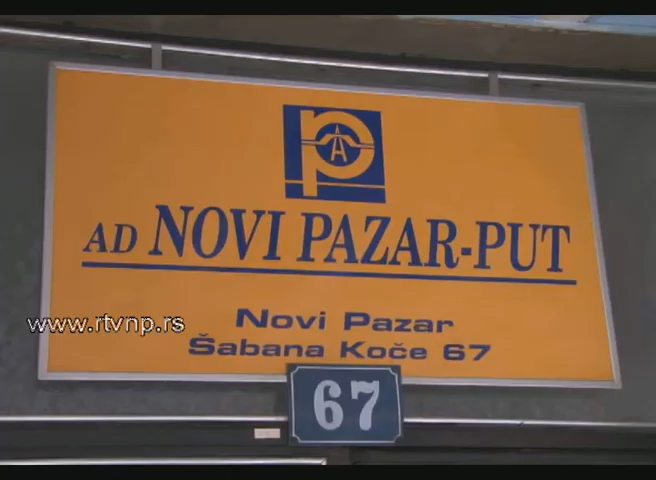 AD NOVI PAZAR-PUT
www.rtvnp.rs
Novi Pazar
Šabana Koče 67
67